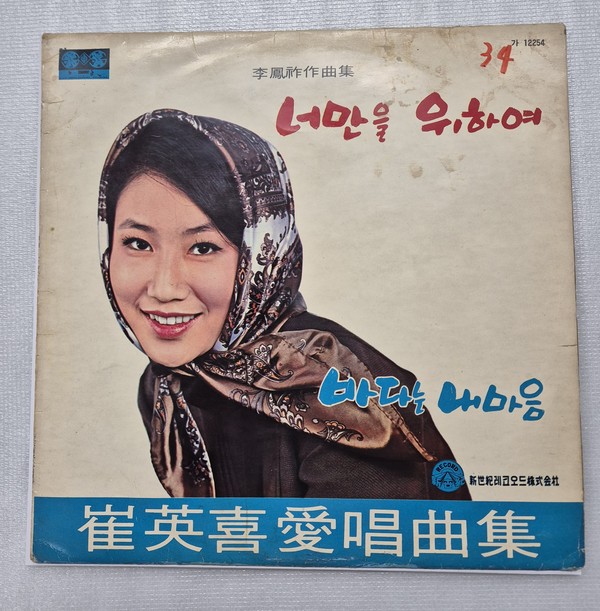 가 12254
34
李鳳祚作曲集
너만을 위하여
바다는 내마음
RECORD
新世紀레코오드株式会社
崔英喜愛唱曲集